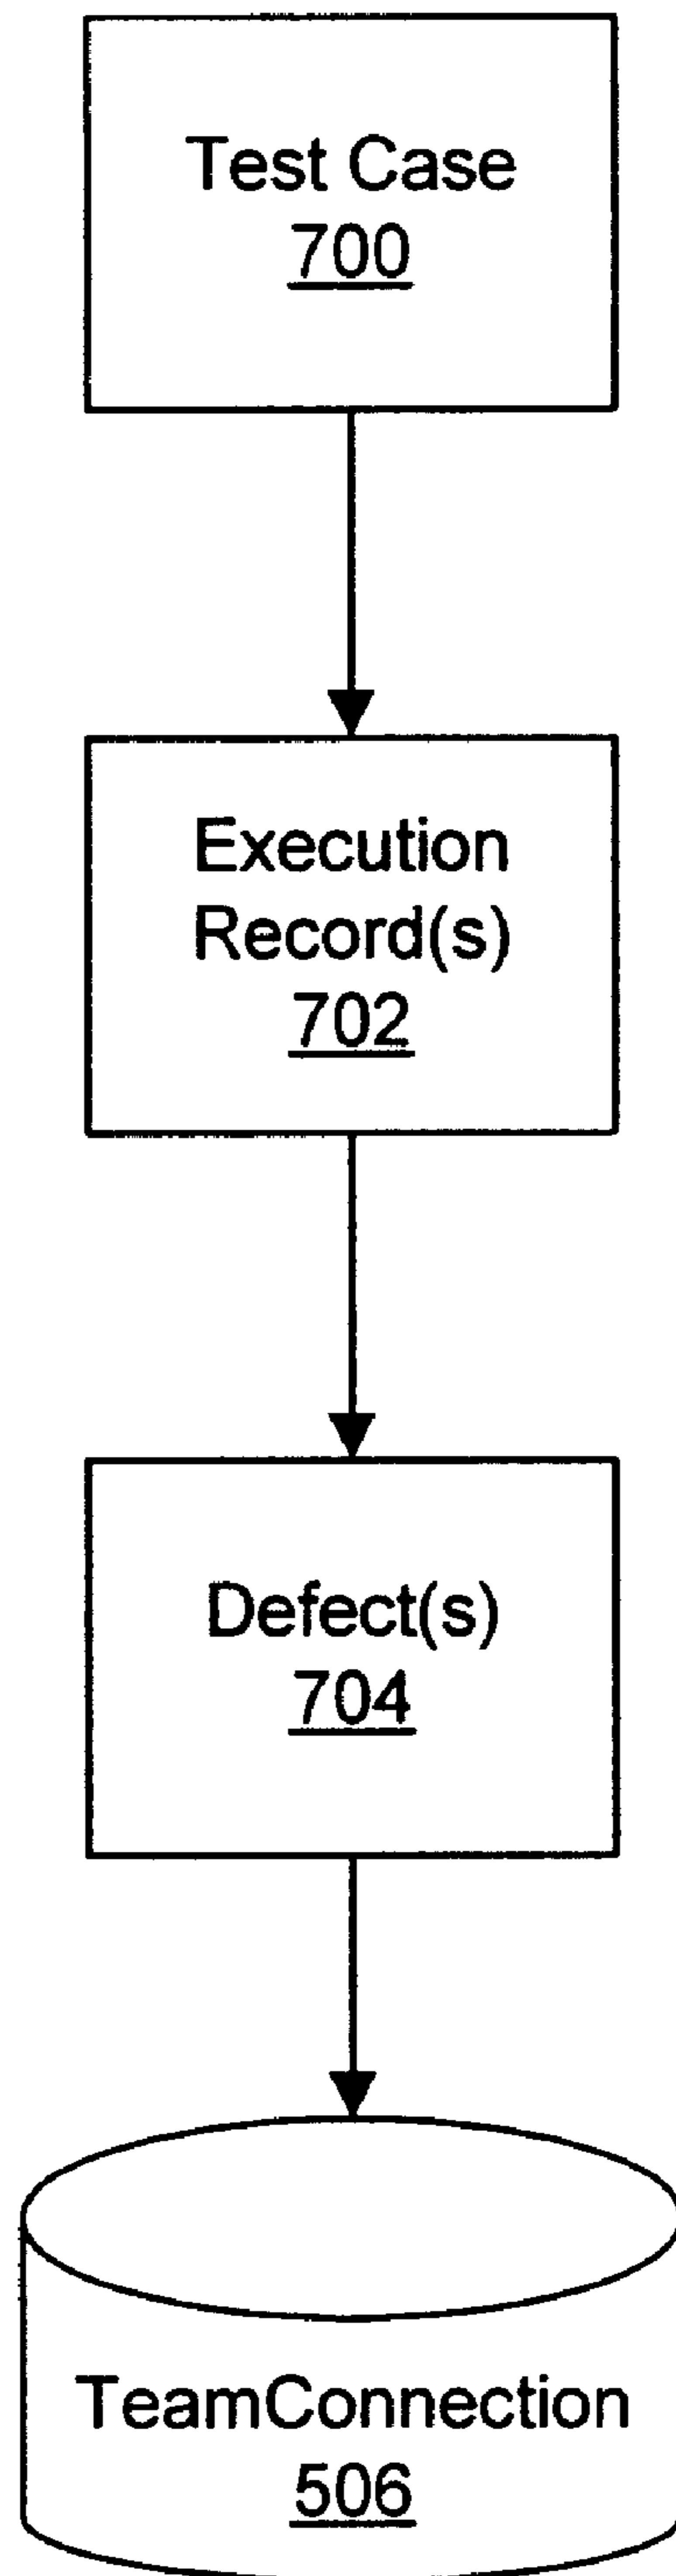 Test Case
700
Execution
Record(s)
702
Defect(s)
704
TeamConnection
506